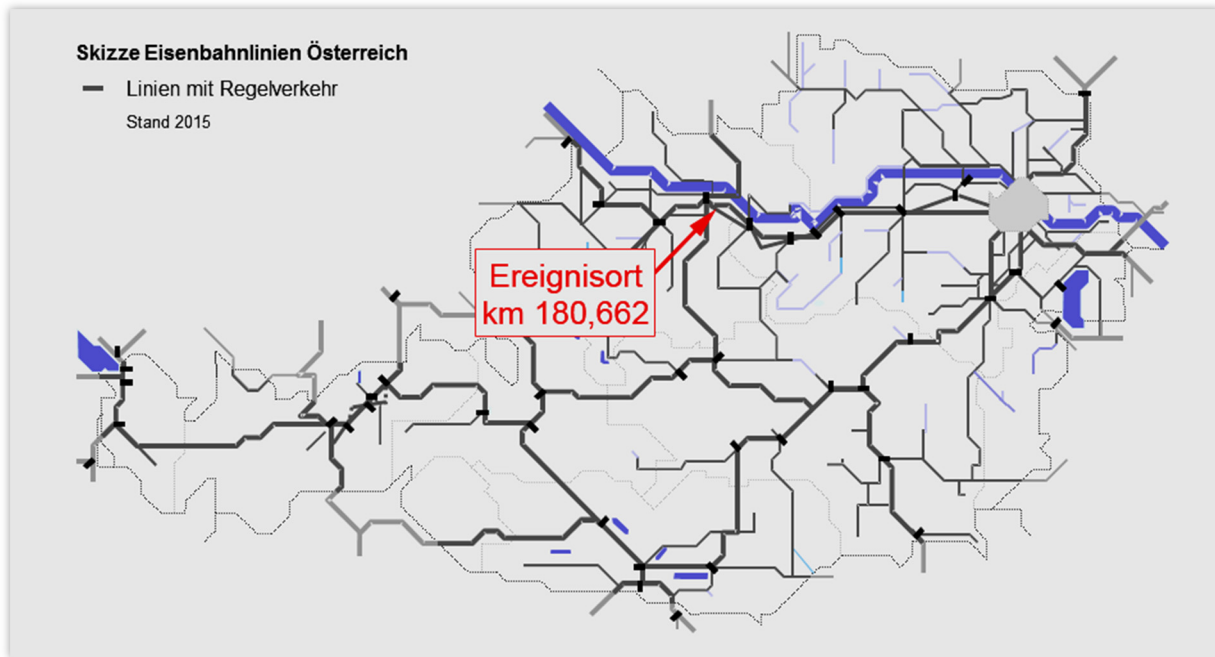 Skizze Eisenbahnlinien Österreich
Linien mit Regelverkehr
Stand 2015
Ereignisort
km 180,662